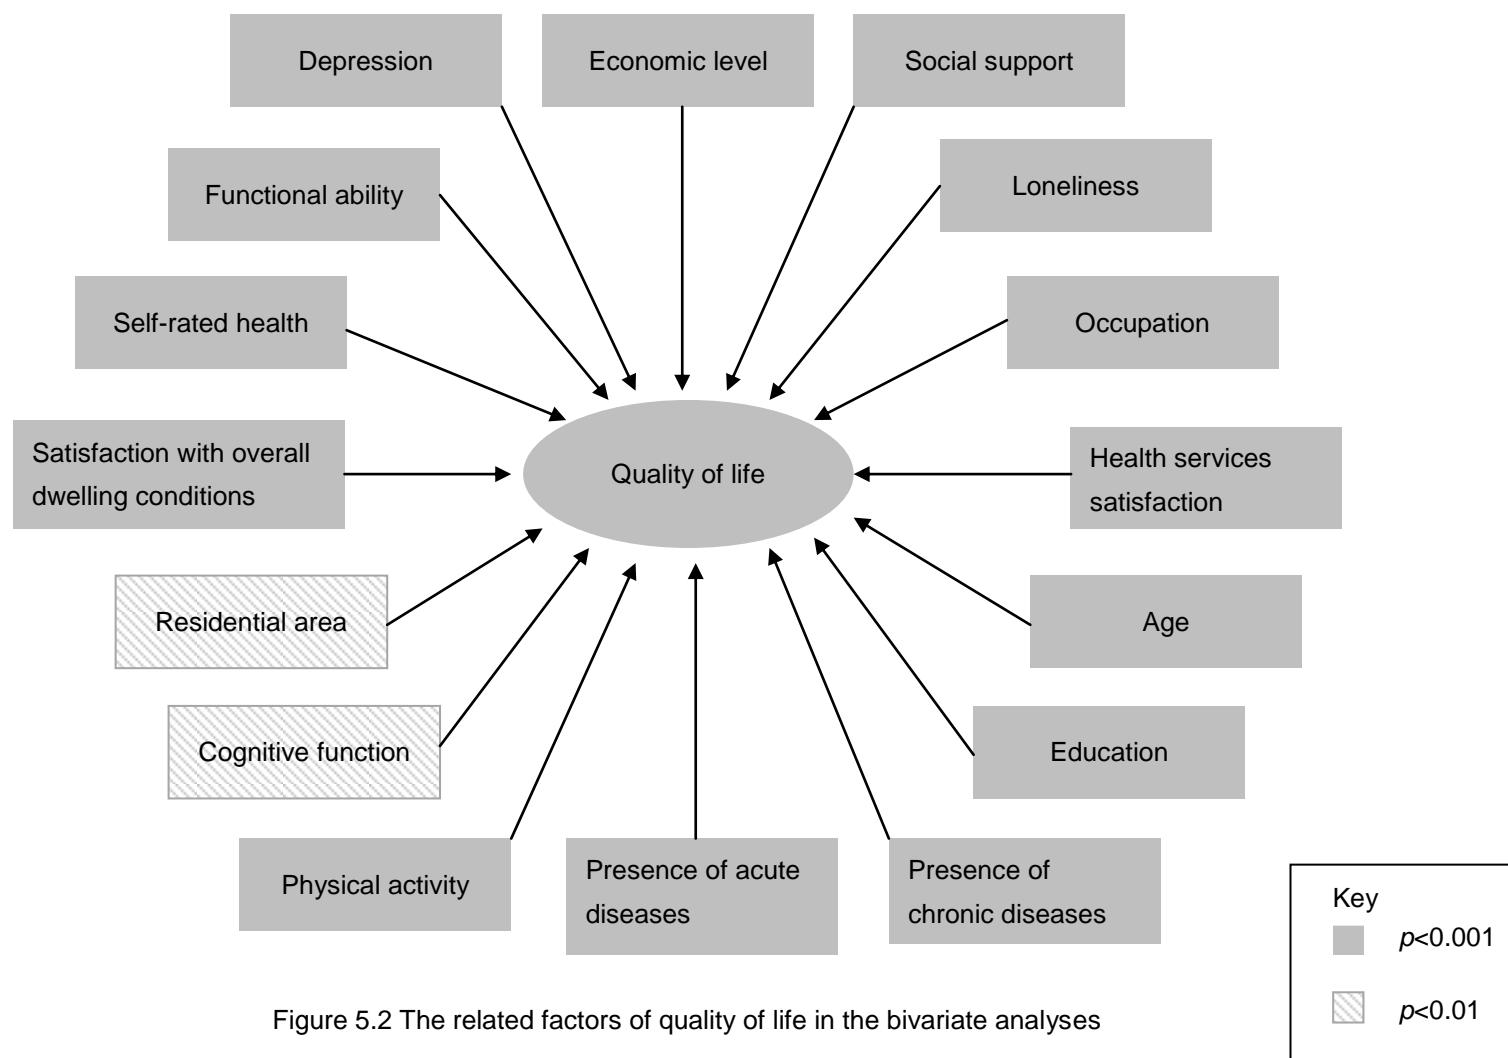 Depression
Economic level
Social support
Functional ability
Loneliness
Self-rated health
Occupation
Satisfaction with overall
dwelling conditions
Quality of life
Health services
satisfaction
Residential area
Age
Cognitive function
Education
Physical activity
Presence of acute
diseases
Presence of
chronic diseases
Key
p<0.001
p<0.01
Figure 5.2 The related factors of quality of life in the bivariate analyses